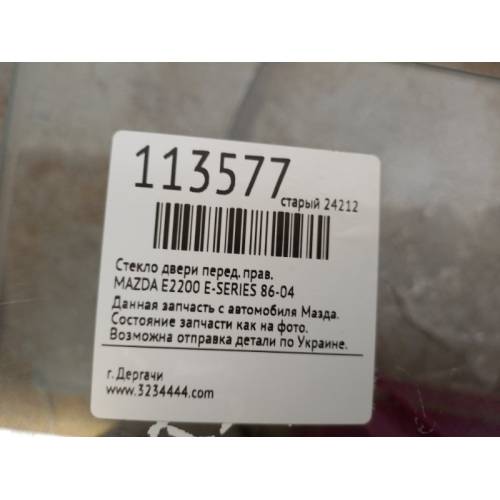 113577
старый 24212
Стекло двери перед. прав.
MAZDA E2200 E-SERIES 86-04
Данная запчасть с автомобиля Мазда.
Состояние запчасти как на фото.
Возможна отправка детали по Украине.
г. Дергачи
www.3234444.com